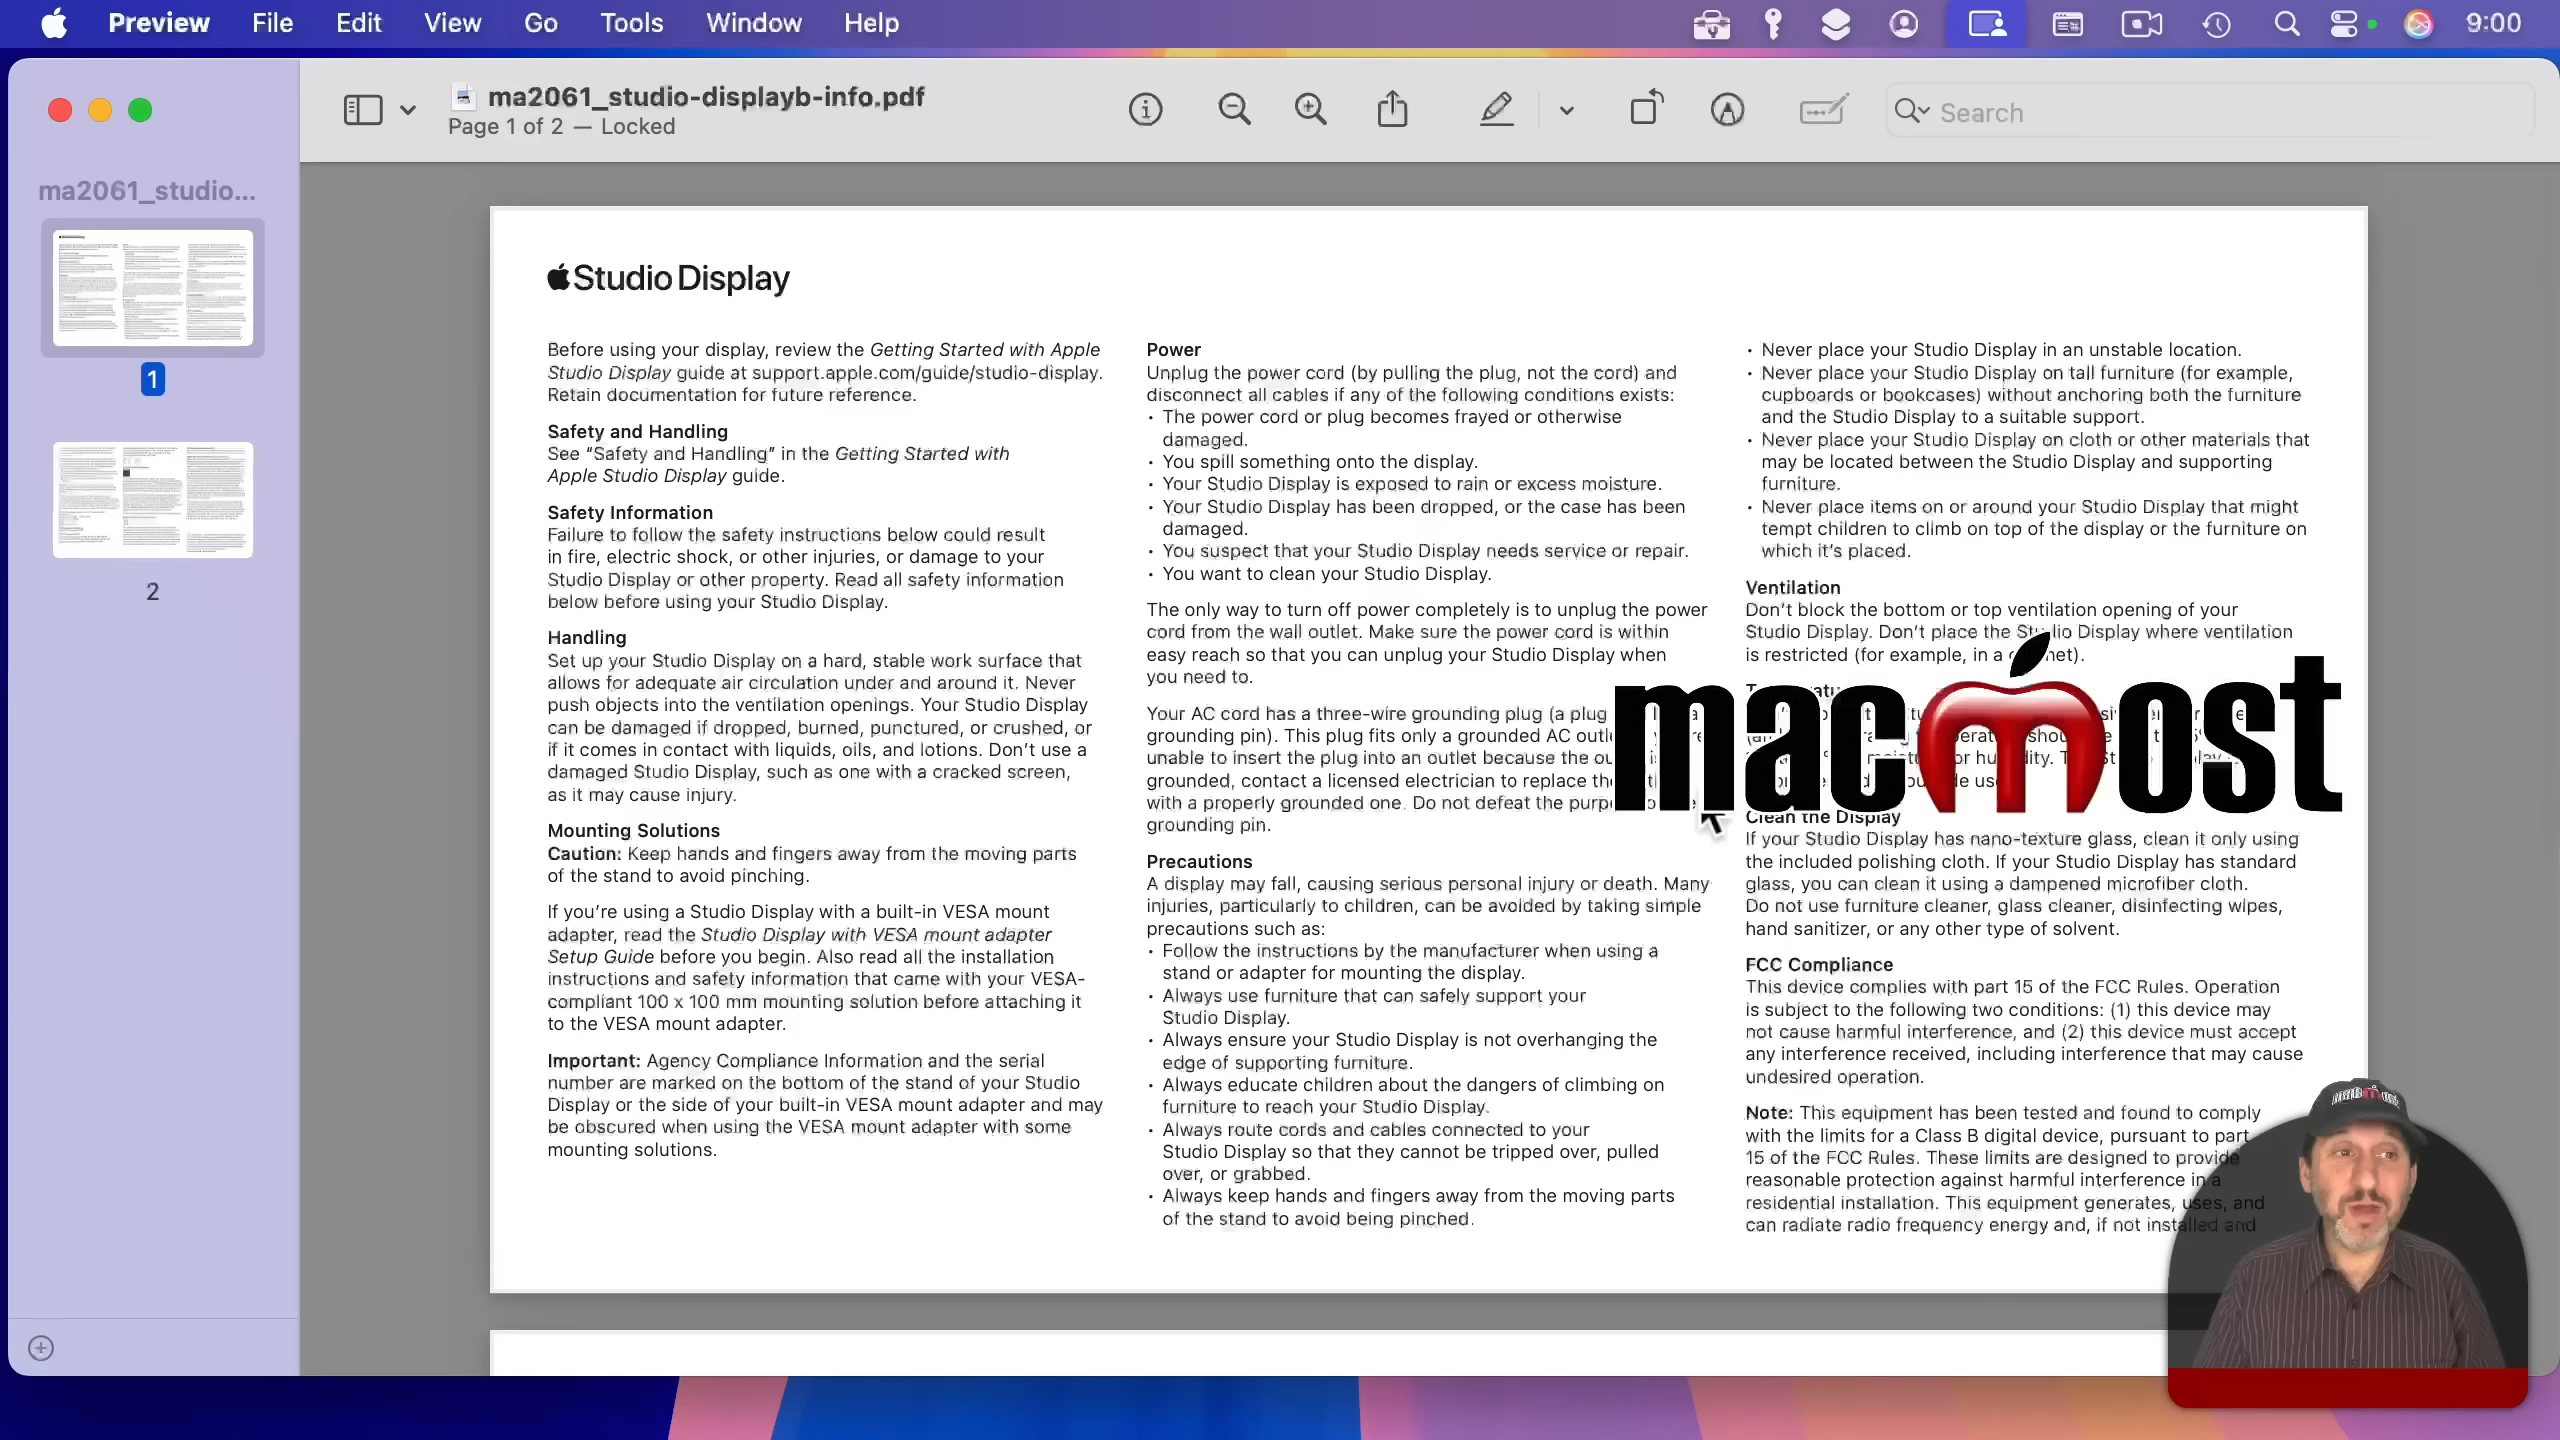 Preview File Edit View Go Tools Window Help 9:00
ma2061_studio-displayb-info.pdf
Page 1 of 2 — Locked
Search
ma2061_studio...
1
2
Studio Display
Before using your display, review the Getting Started with Apple
Studio Display guide at support.apple.com/guide/studio-display.
Retain documentation for future reference.
Safety and Handling
See “Safety and Handling” in the Getting Started with
Apple Studio Display guide.
Safety Information
Failure to follow the safety instructions below could result
in fire, electric shock, or other injuries, or damage to your
Studio Display or other property. Read all safety information
below before using your Studio Display.
Handling
Set up your Studio Display on a hard, stable work surface that
allows for adequate air circulation under and around it. Never
push objects into the ventilation openings. Your Studio Display
can be damaged if dropped, burned, punctured, or crushed, or
if it comes in contact with liquids, oils, and lotions. Don’t use a
damaged Studio Display, such as one with a cracked screen,
as it may cause injury.
Mounting Solutions
Caution: Keep hands and fingers away from the moving parts
of the stand to avoid pinching.
If you’re using a Studio Display with a built-in VESA mount
adapter, read the Studio Display with VESA mount adapter
Setup Guide before you begin. Also read all the installation
instructions and safety information that came with your VESA-
compliant 100 x 100 mm mounting solution before attaching it
to the VESA mount adapter.
Important: Agency Compliance Information and the serial
number are marked on the bottom of the stand of your Studio
Display or the side of your built-in VESA mount adapter and may
be obscured when using the VESA mount adapter with some
mounting solutions.
Power
Unplug the power cord (by pulling the plug, not the cord) and
disconnect all cables if any of the following conditions exists:
• The power cord or plug becomes frayed or otherwise
damaged.
• You spill something onto the display.
• Your Studio Display is exposed to rain or excess moisture.
• Your Studio Display has been dropped, or the case has been
damaged.
• You suspect that your Studio Display needs service or repair.
• You want to clean your Studio Display.
The only way to turn off power completely is to unplug the power
cord from the wall outlet. Make sure the power cord is within
easy reach so that you can unplug your Studio Display when
you need to.
Your AC cord has a three-wire grounding plug (a plug
grounding pin). This plug fits only a grounded AC
unable to insert the plug into an outlet because the
grounded, contact a licensed electrician to replace
with a properly grounded one. Do not defeat the
grounding pin.
Precautions
A display may fall, causing serious personal injury or death. Many
injuries, particularly to children, can be avoided by taking simple
precautions such as:
• Follow the instructions by the manufacturer when using a
stand or adapter for mounting the display.
• Always use furniture that can safely support your
Studio Display.
• Always ensure your Studio Display is not overhanging the
edge of supporting furniture.
• Always educate children about the dangers of climbing on
furniture to reach your Studio Display.
• Always route cords and cables connected to your
Studio Display so that they cannot be tripped over, pulled
over, or grabbed.
• Always keep hands and fingers away from the moving parts
of the stand to avoid being pinched.
• Never place your Studio Display in an unstable location.
• Never place your Studio Display on tall furniture (for example,
cupboards or bookcases) without anchoring both the furniture
and the Studio Display to a suitable support.
• Never place your Studio Display on cloth or other materials that
may be located between the Studio Display and supporting
furniture.
• Never place items on or around your Studio Display that might
tempt children to climb on top of the display or the furniture on
which it’s placed.
Ventilation
Don’t block the bottom or top ventilation opening of your
Studio Display. Don’t place the Studio Display where ventilation
is restricted (for example, in a
macmost
Clean the Display
If your Studio Display has nano-texture glass, clean it only using
the included polishing cloth. If your Studio Display has standard
glass, you can clean it using a dampened microfiber cloth.
Do not use furniture cleaner, glass cleaner, disinfecting wipes,
hand sanitizer, or any other type of solvent.
FCC Compliance
This device complies with part 15 of the FCC Rules. Operation
is subject to the following two conditions: (1) this device may
not cause harmful interference, and (2) this device must accept
any interference received, including interference that may cause
undesired operation.
Note: This equipment has been tested and found to comply
with the limits for a Class B digital device, pursuant to part
15 of the FCC Rules. These limits are designed to provide
reasonable protection against harmful interference in a
residential installation. This equipment generates, uses, and
can radiate radio frequency energy and, if not installed and
macmost